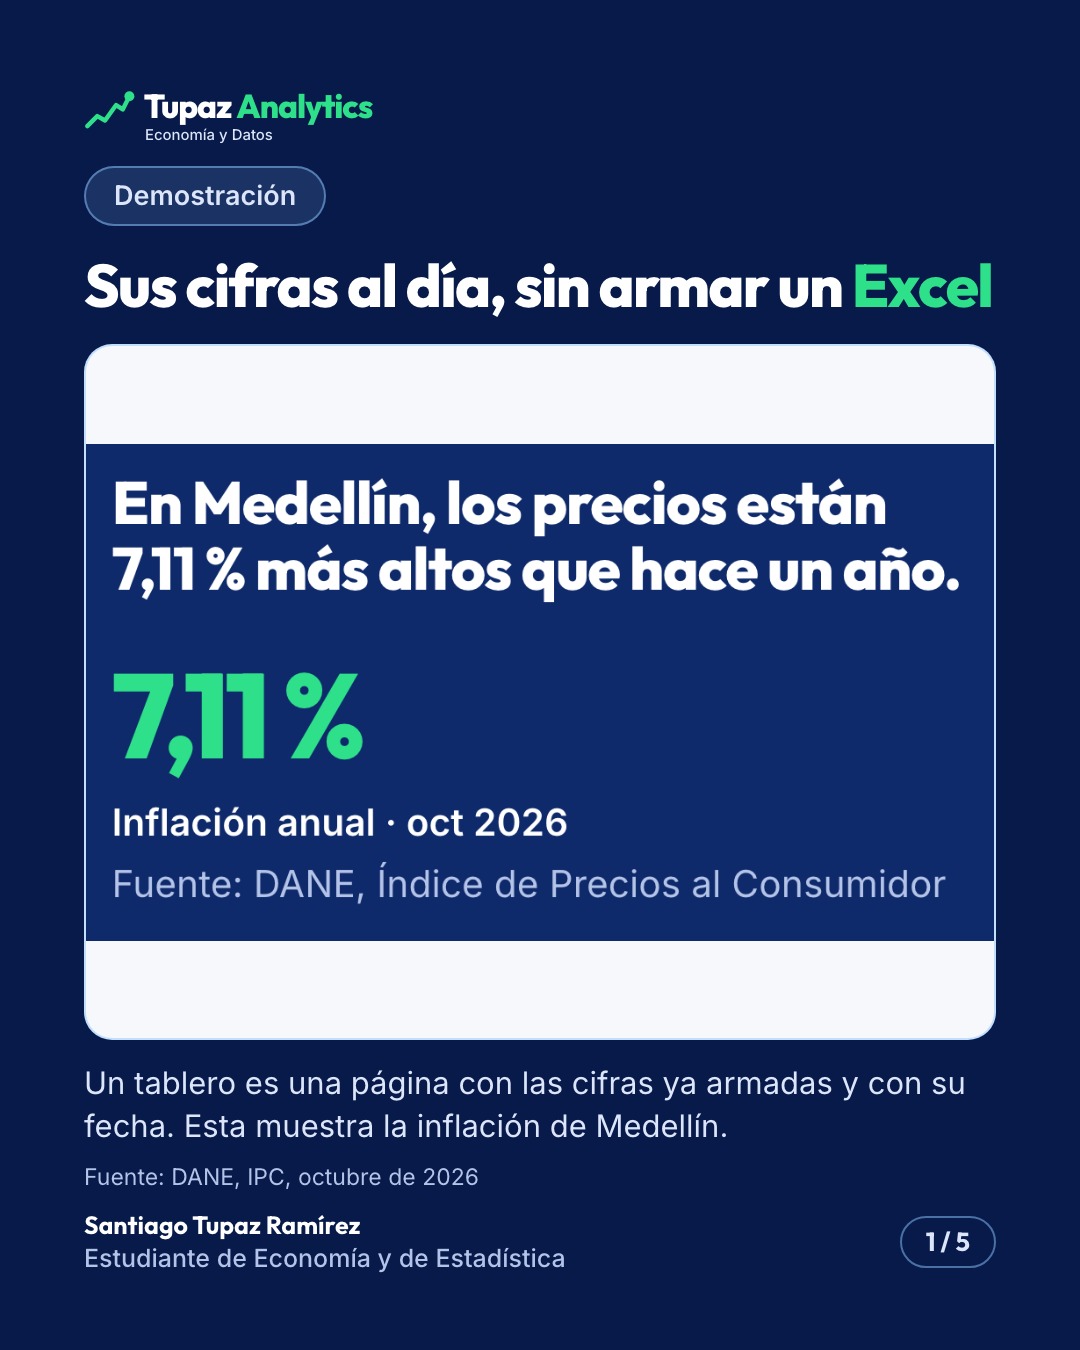 Tupaz Analytics
Economía y Datos
Demostración
Sus cifras al día, sin armar un Excel
En Medellín, los precios están
7,11 % más altos que hace un año.
7,11 %
Inflación anual · oct 2026
Fuente: DANE, Índice de Precios al Consumidor
Un tablero es una página con las cifras ya armadas y con su
fecha. Esta muestra la inflación de Medellín.
Fuente: DANE, IPC, octubre de 2026
Santiago Tupaz Ramírez
Estudiante de Economía y de Estadística
1 / 5